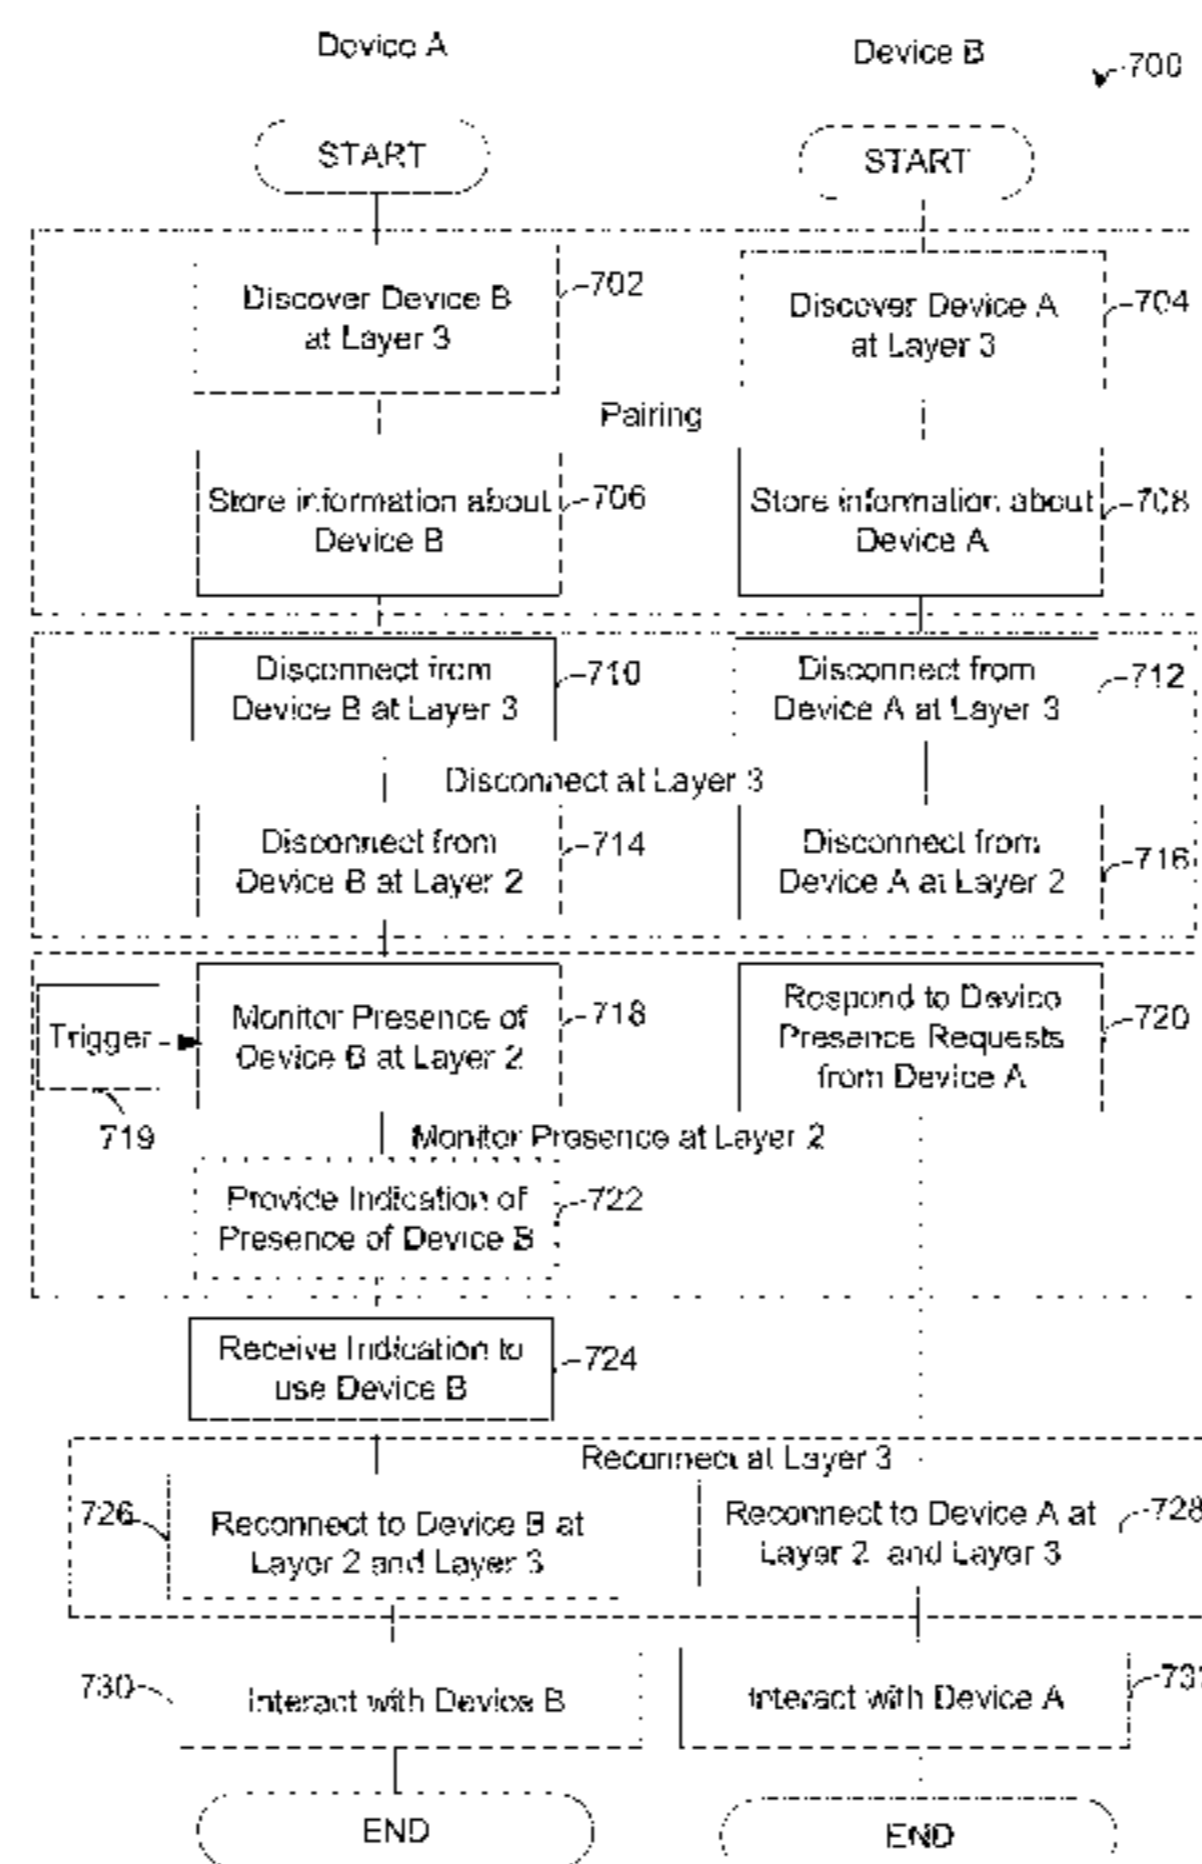 Device A
Device B
700
START
START
Discover Device B
at Layer 3
702
Discover Device A
at Layer 3
704
Pairing
Store information about
Device B
706
Store information about
Device A
708
Disconnect from
Device B at Layer 3
710
Disconnect from
Device A at Layer 3
712
Disconnect at Layer 3
Disconnect from
Device B at Layer 2
714
Disconnect from
Device A at Layer 2
716
Trigger
719
Monitor Presence of
Device B at Layer 2
718
Respond to Device
Presence Requests
from Device A
720
Monitor Presence at Layer 2
Provide Indication of
Presence of Device B
722
Receive Indication to
use Device B
724
Reconnect at Layer 3
726
Reconnect to Device B at
Layer 2 and Layer 3
Reconnect to Device A at
Layer 2 and Layer 3
728
730
Interact with Device B
Interact with Device A
END
END